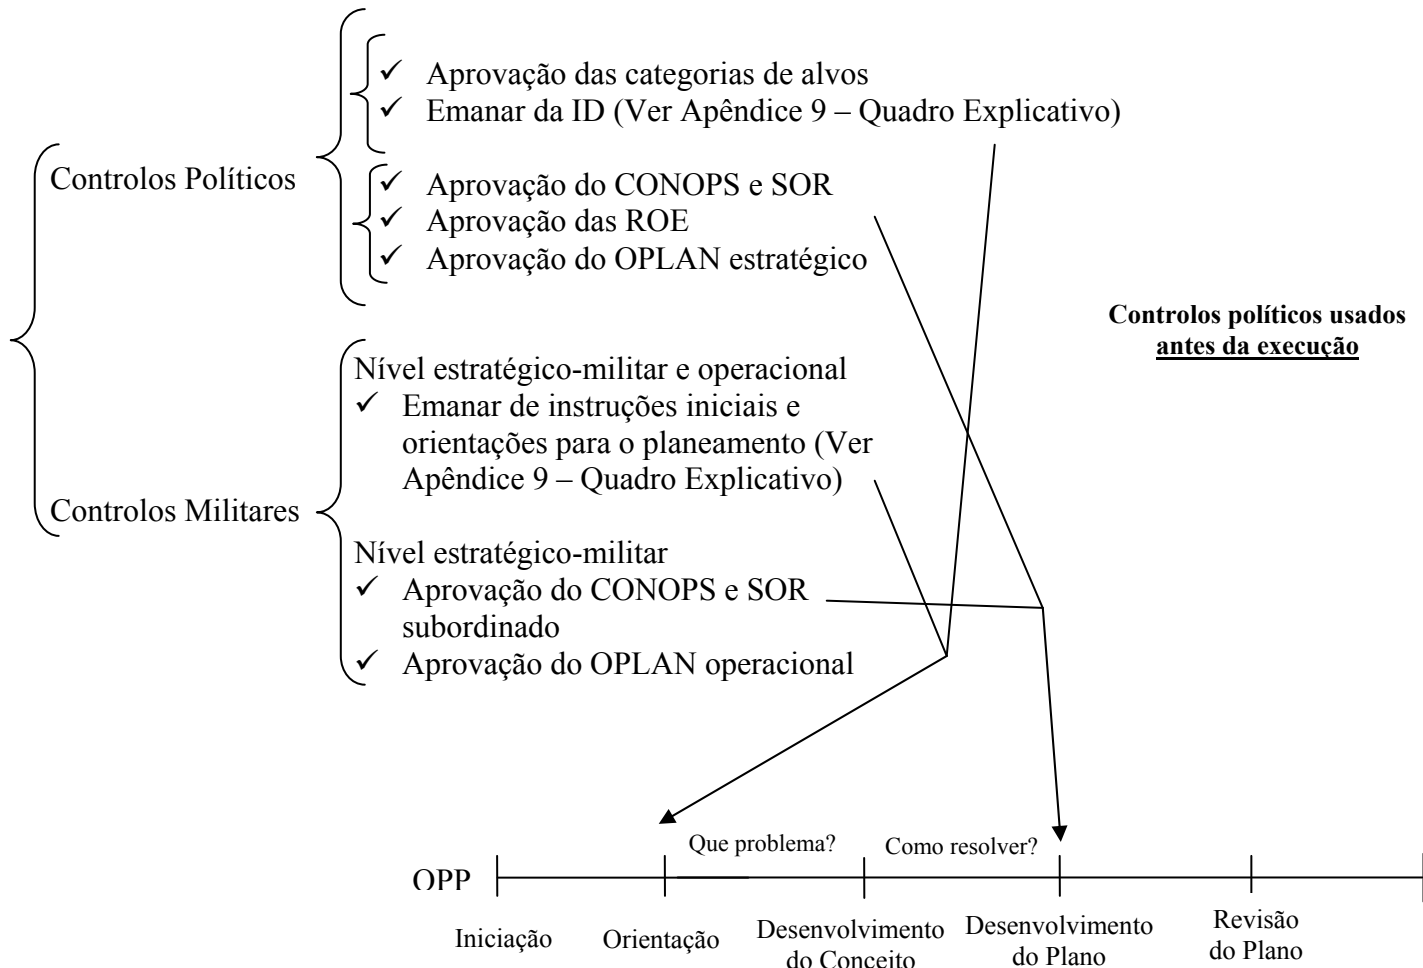 ✓ Aprovação das categorias de alvos
✓ Emanar da ID (Ver Apêndice 9 – Quadro Explicativo)
Controlos Políticos
✓ Aprovação do CONOPS e SOR
✓ Aprovação das ROE
✓ Aprovação do OPLAN estratégico
Controlos políticos usados
antes da execução
Nível estratégico-militar e operacional
✓ Emanar de instruções iniciais e
orientações para o planeamento (Ver
Apêndice 9 – Quadro Explicativo)
Controlos Militares
Nível estratégico-militar
✓ Aprovação do CONOPS e SOR
subordinado
✓ Aprovação do OPLAN operacional
Que problema?
Como resolver?
OPP
Iniciação
Orientação
Desenvolvimento
do Conceito
Desenvolvimento
do Plano
Revisão
do Plano